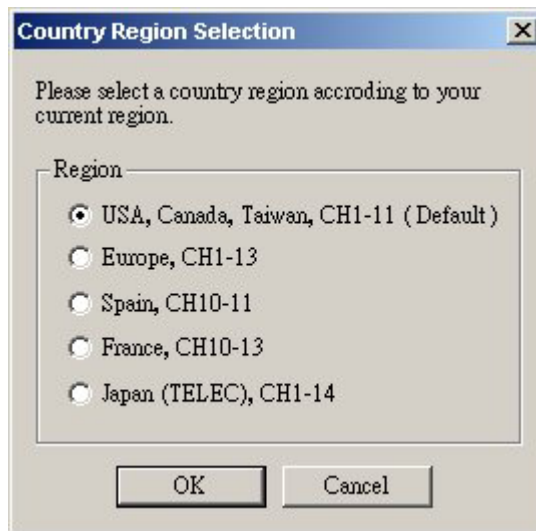 Country Region Selection
Please select a country region accroding to your
current region.
Region
USA, Canada, Taiwan, CH1-11 ( Default )
Europe, CH1-13
Spain, CH10-11
France, CH10-13
Japan (TELEC), CH1-14
OK Cancel